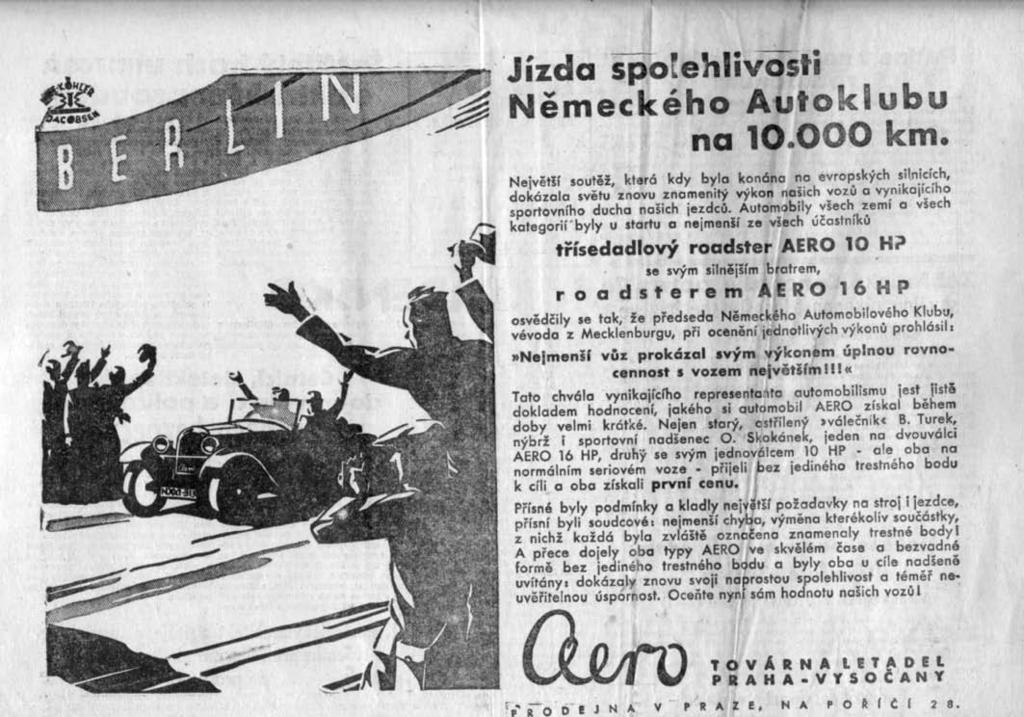 KÖHLER
JACOBSEN
BERLIN
Jízda spolehlivosti
Německého Autoklubu
na 10.000 km.
Největší soutěž, která kdy byla konána na evropských silnicích,
dokázala světu znovu znamenitý výkon našich vozů a vynikajícího
sportovního ducha našich jezdců. Automobily všech zemí a všech
kategorií byly u startu a nejmenší ze všech účastníků
třísedadlový roadster AERO 10 HP
se svým silnějším bratrem,
roadsterem AERO 16 HP
osvědčily se tak, že předseda Německého Automobilového Klubu,
vévoda z Mecklenburgu, při ocenění jednotlivých výkonů prohlásil:
»Nejmenší vůz prokázal svým výkonem úplnou rovno-
cennost s vozem největším!!!«
Tato chvála vynikajícího representanta automobilismu jest jistě
dokladem hodnocení, jakého si automobil AERO získal během
doby velmi krátké. Nejen starý, ostřílený »válečník« B. Turek,
nýbrž i sportovní nadšenec O. Skokánek, jeden na dvouválci
AERO 16 HP, druhý se svým jednoválcem 10 HP - ale oba na
normálním seriovém voze - přijeli bez jediného trestného bodu
k cíli a oba získali první cenu.
Přísné byly podmínky a kladly největší požadavky na stroj i jezdce,
přísní byli soudcové: nejmenší chyba, výměna kterékoliv součástky,
z nichž každá byla zvláště označena znamenaly trestné body!
A přece dojely oba typy AERO ve skvělém čase a bezvadné
formě bez jediného trestného bodu a byly oba u cíle nadšeně
uvítány: dokázaly znovu svoji naprostou spolehlivost a téměř ne-
uvěřitelnou úspornost. Oceňte nyní sám hodnotu našich vozů!
Aero
TOVÁRNA LETADEL
PRAHA-VYSOČANY
PRODEJNA V PRAZE, NA POŘÍČÍ 28.